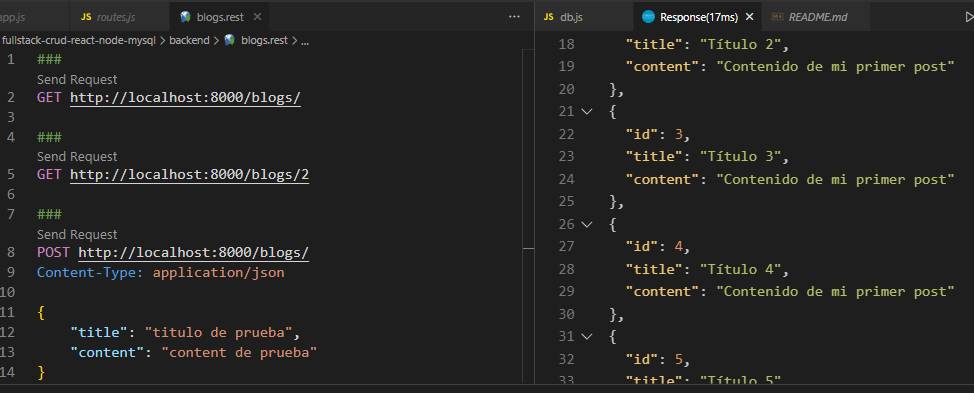 app.js
JS routes.js
blogs.rest
fullstack-crud-react-node-mysql > backend > blogs.rest > ...
1 ###
Send Request
2 GET http://localhost:8000/blogs/
3
4 ###
Send Request
5 GET http://localhost:8000/blogs/2
6
7 ###
Send Request
8 POST http://localhost:8000/blogs/
9 Content-Type: application/json
10
11 {
12 "title": "titulo de prueba",
13 "content": "content de prueba"
14 }
JS db.js
Response(17ms)
README.md
18 "title": "Título 2",
19 "content": "Contenido de mi primer post"
20 },
21 {
22 "id": 3,
23 "title": "Título 3",
24 "content": "Contenido de mi primer post"
25 },
26 {
27 "id": 4,
28 "title": "Título 4",
29 "content": "Contenido de mi primer post"
30 },
31 {
32 "id": 5,
33 "title": "Título 5"